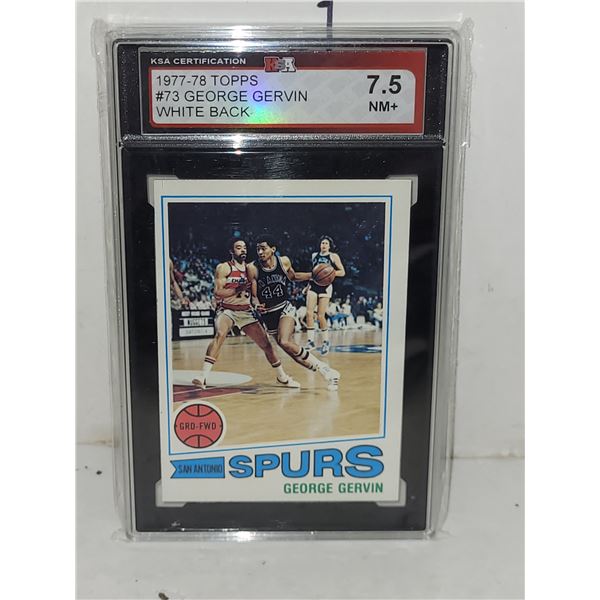 KSA CERTIFICATION
KSA
1977-78 TOPPS
#73 GEORGE GERVIN
WHITE BACK
7.5
NM+
44
GRD-FWD
SAN ANTONIO
SPURS
GEORGE GERVIN